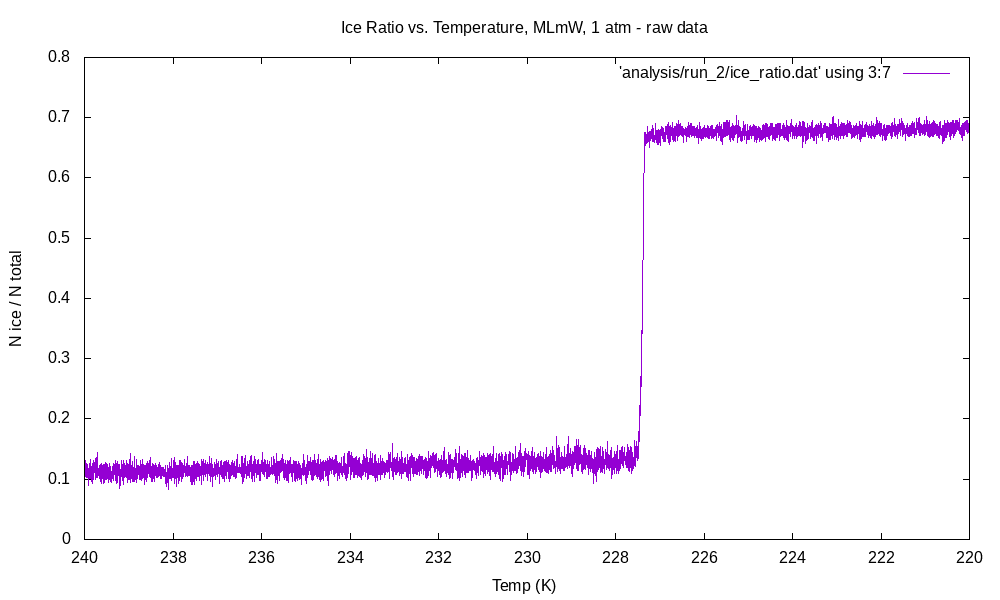 Ice Ratio vs. Temperature, MLmW, 1 atm - raw data
'analysis/run_2/ice_ratio.dat' using 3:7
0.8
0.7
0.6
0.5
0.4
0.3
0.2
0.1
0
N ice / N total
240 238 236 234 232 230 228 226 224 222 220
Temp (K)